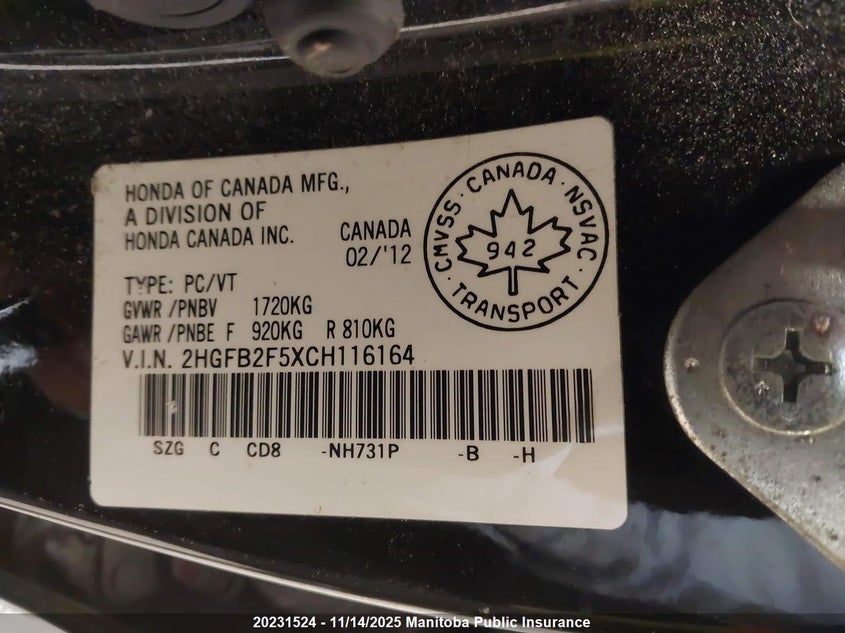 HONDA OF CANADA MFG.,
A DIVISION OF
HONDA CANADA INC.
CANADA
02/'12
TYPE: PC/VT
GVWR /PNBV 1720KG
GAWR /PNBE F 920KG R 810KG
V.I.N. 2HGFB2F5XCH116164
SZG C CD8 -NH731P -B -H
CMVSS · CANADA · NSVAC ·
942
TRANSPORT
20231524 - 11/14/2025 Manitoba Public Insurance